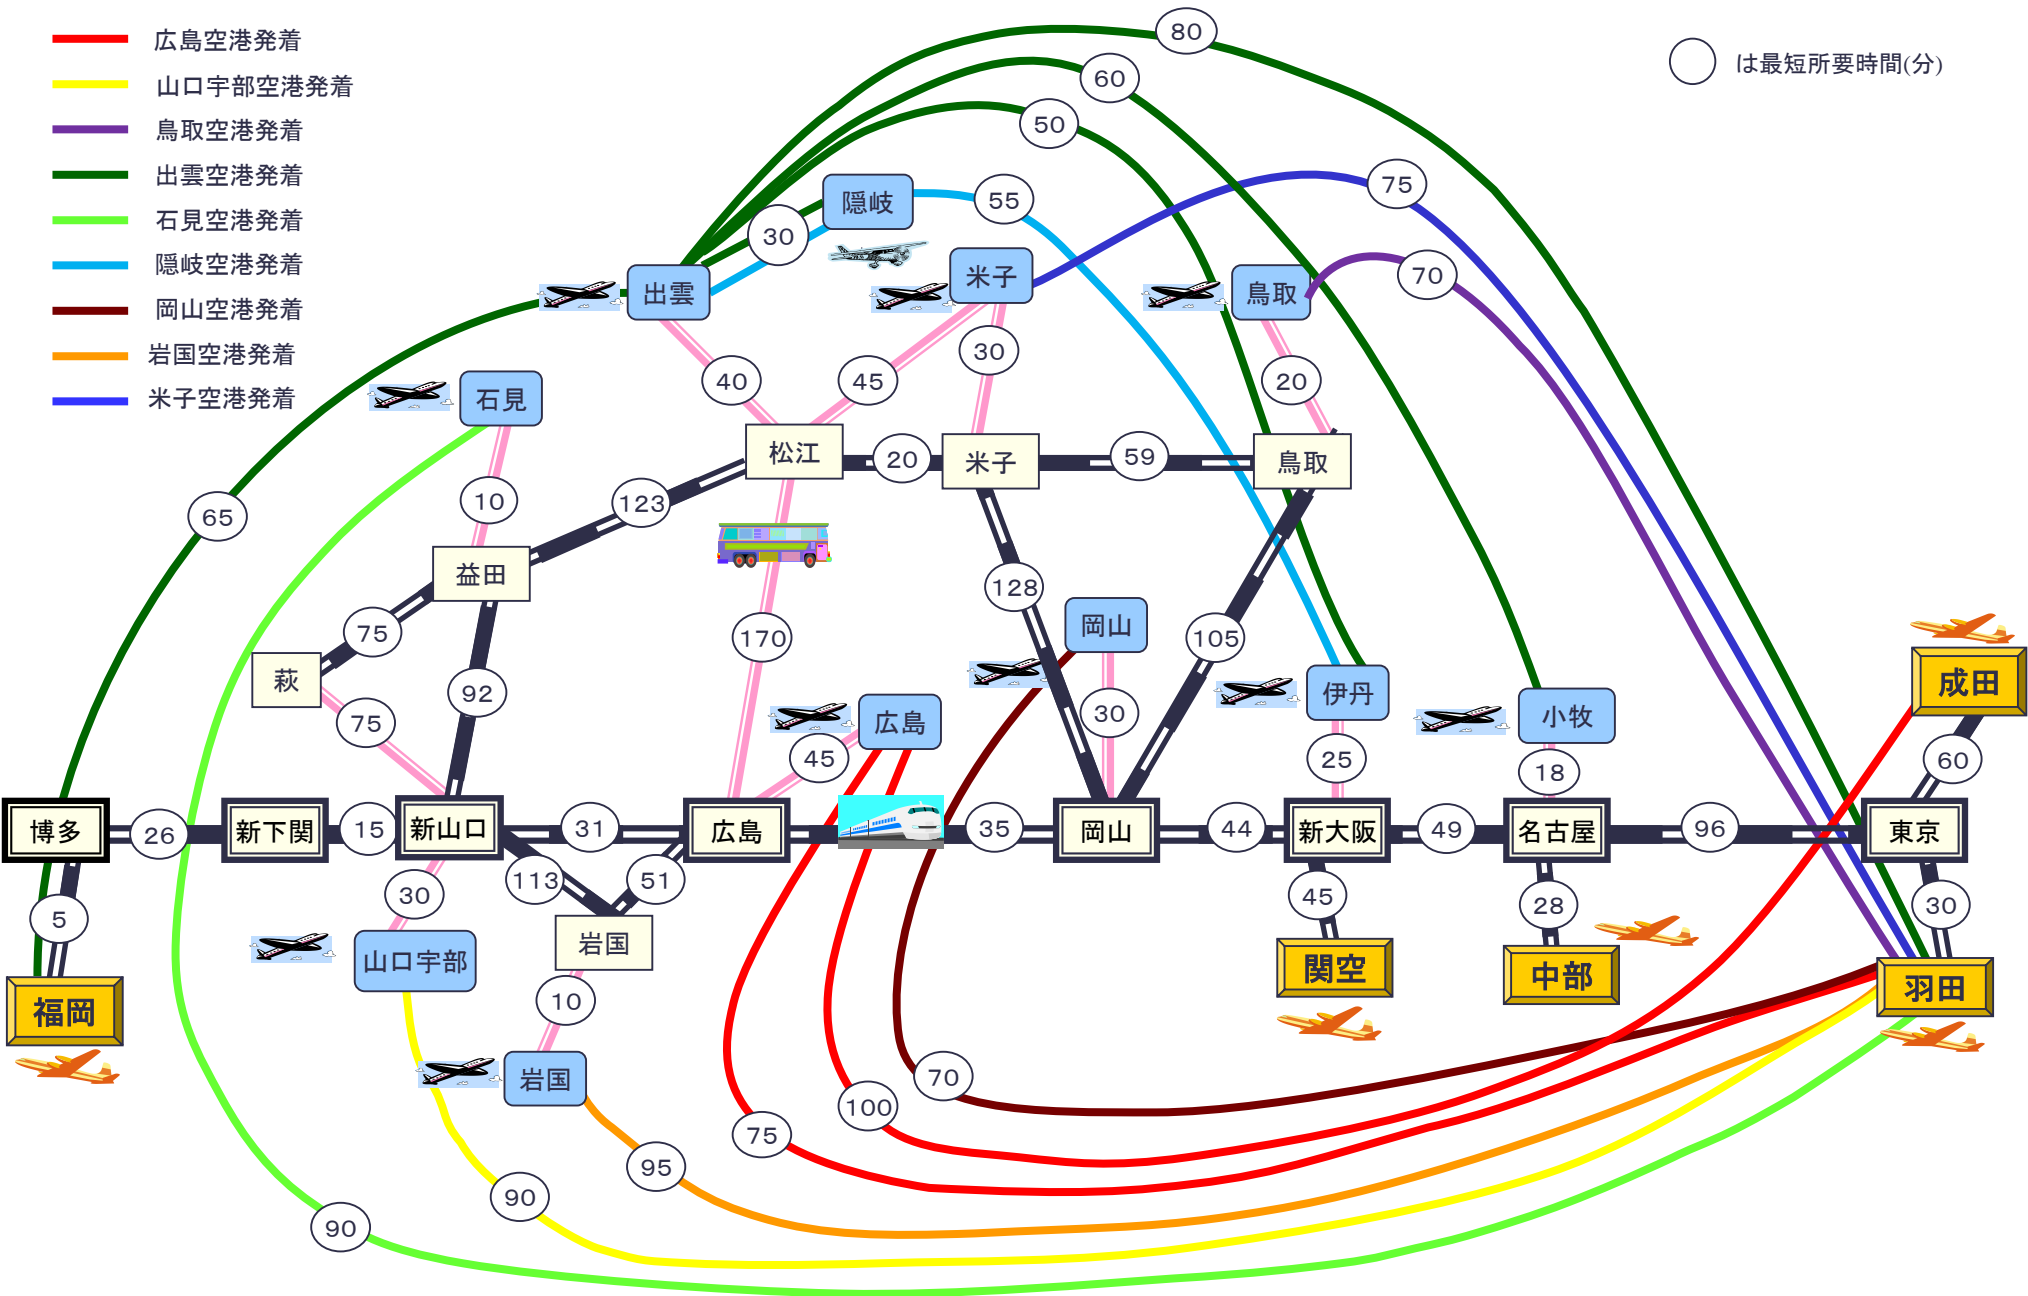 広島空港発着
山口宇部空港発着
鳥取空港発着
出雲空港発着
石見空港発着
隠岐空港発着
岡山空港発着
岩国空港発着
米子空港発着
は最短所要時間(分)
80
60
50
75
70
55
30
隠岐
米子
出雲
鳥取
30
40
45
20
石見
松江
20
米子
59
鳥取
10
123
65
益田
128
岡山
105
75
170
萩
92
75
30
広島
45
伊丹
25
小牧
18
成田
60
博多
26
新下関
15
新山口
31
広島
35
岡山
44
新大阪
49
名古屋
96
東京
5
30
113
51
45
28
30
福岡
山口宇部
岩国
関空
中部
羽田
10
岩国
70
100
75
95
90
90